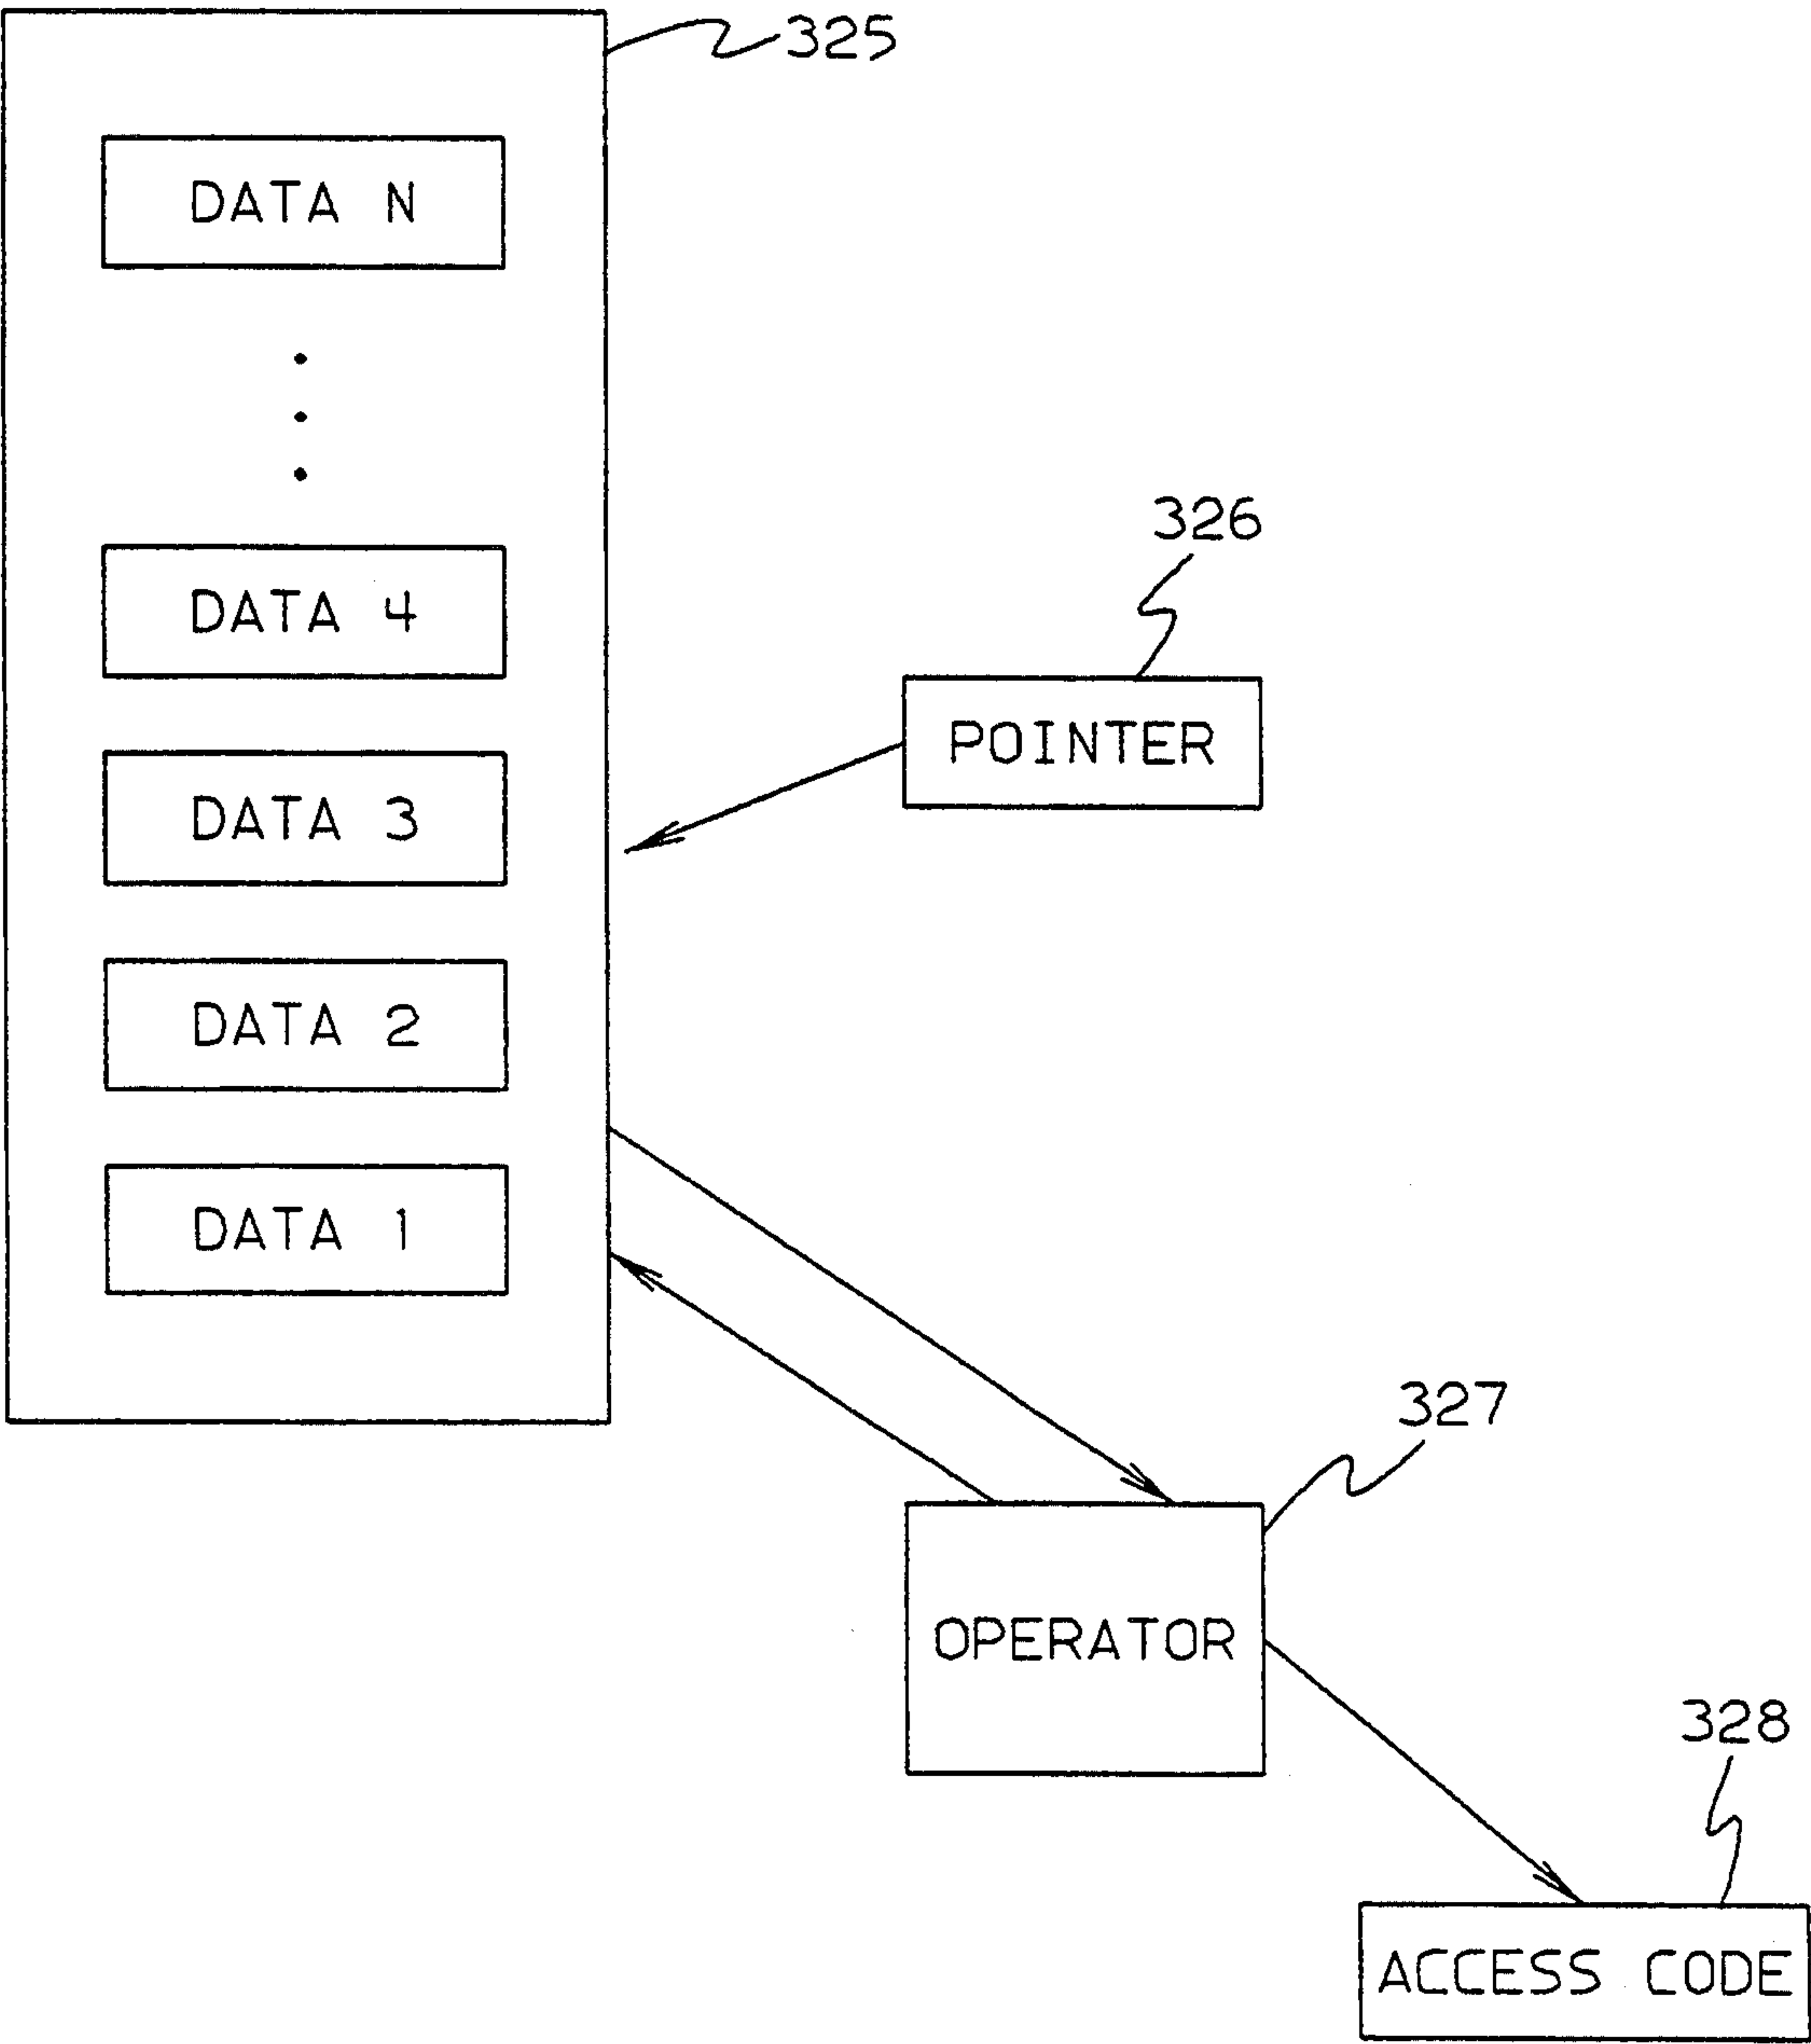 325
DATA N
326
DATA 4
POINTER
DATA 3
DATA 2
DATA 1
327
OPERATOR
328
ACCESS CODE